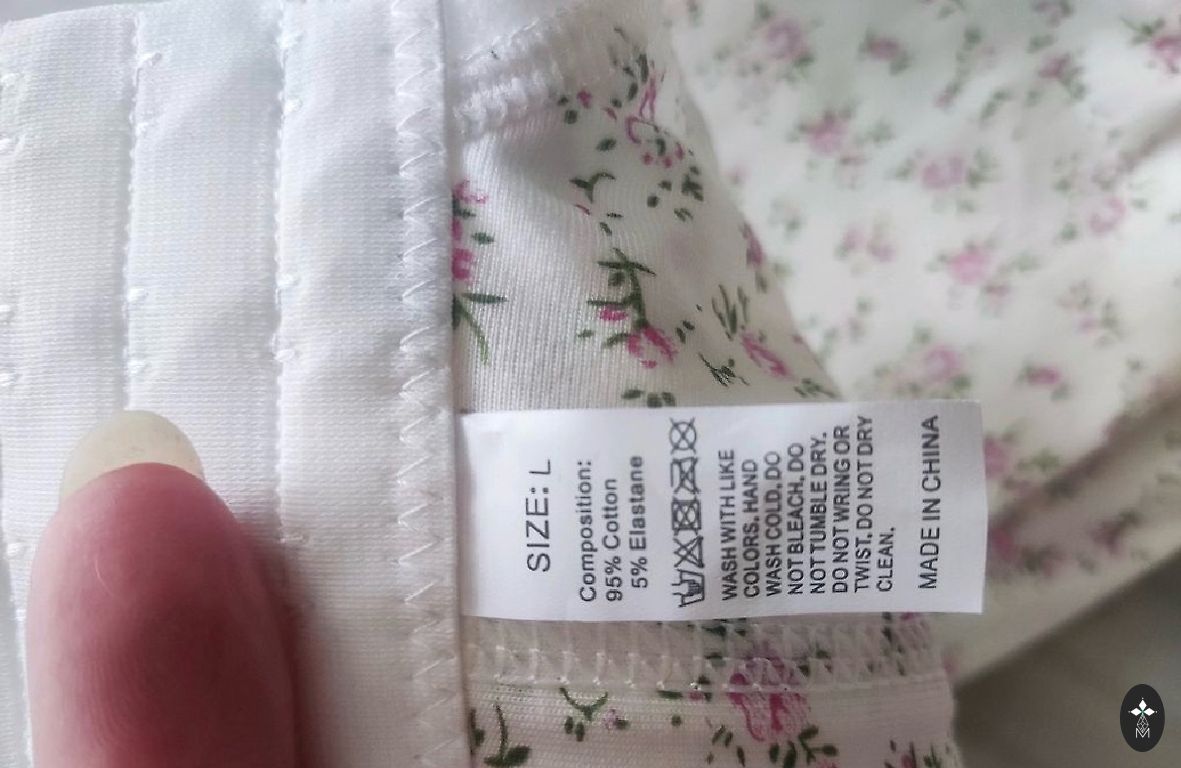 SIZE: L
Composition:
95% Cotton
5% Elastane
WASH WITH LIKE
COLORS. HAND
WASH COLD. DO
NOT BLEACH. DO
NOT TUMBLE DRY.
DO NOT WRING OR
TWIST. DO NOT DRY
CLEAN.
MADE IN CHINA
M